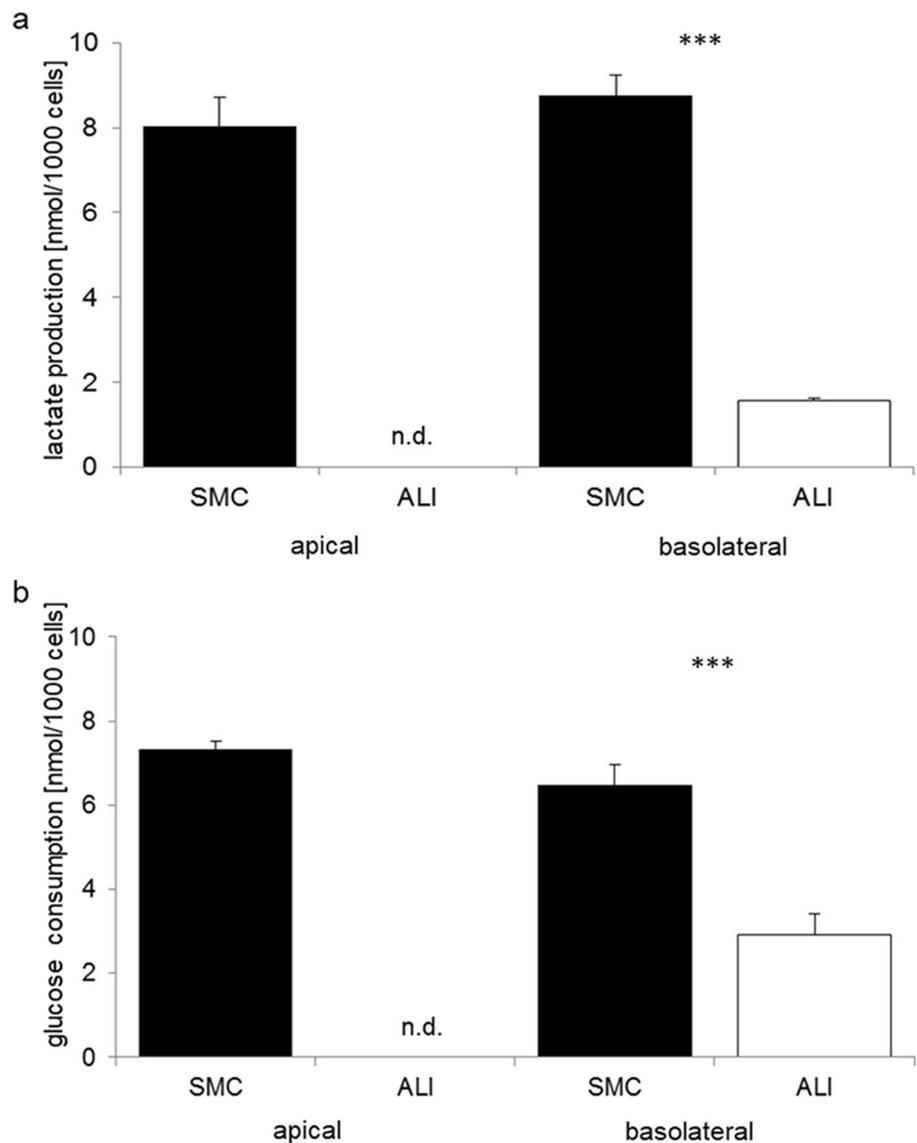 a
lactate production [nmol/1000 cells]
10
8
6
4
2
0
***
n.d.
SMC ALI SMC ALI
apical basolateral
b
glucose consumption [nmol/1000 cells]
10
8
6
4
2
0
***
n.d.
SMC ALI SMC ALI
apical basolateral